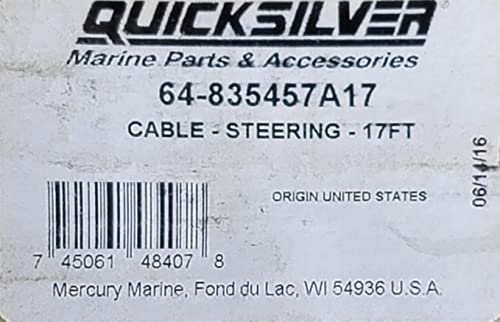 QUICKSILVER
Marine Parts & Accessories
64-835457A17
CABLE - STEERING - 17FT
ORIGIN UNITED STATES
06/14/16
7 45061 48407 8
Mercury Marine, Fond du Lac, WI 54936 U.S.A.